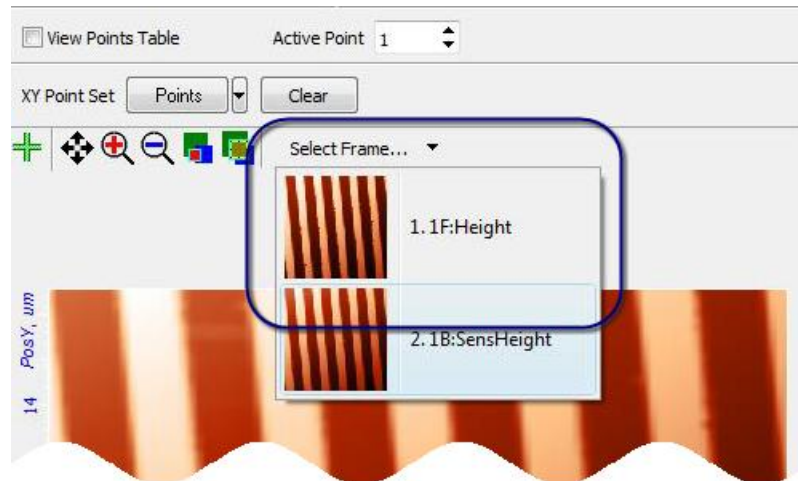 View Points Table Active Point 1
XY Point Set Points Clear
Select Frame...
1. 1F:Height
2. 1B:SensHeight
PosY, um
14